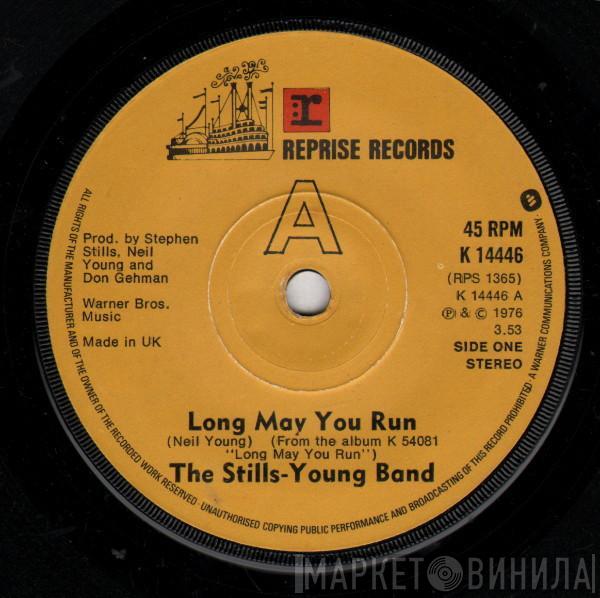 r
REPRISE RECORDS
A
Prod. by Stephen
Stills, Neil
Young and
Don Gehman
Warner Bros.
Music
Made in UK
45 RPM
K 14446
(RPS 1365)
K 14446 A
℗ & © 1976
3.53
SIDE ONE
STEREO
Long May You Run
(Neil Young) (From the album K 54081
"Long May You Run")
The Stills-Young Band
ALL RIGHTS OF THE MANUFACTURER AND OF THE OWNER OF THE RECORDED WORK RESERVED · UNAUTHORISED COPYING PUBLIC PERFORMANCE AND BROADCASTING OF THIS RECORD PROHIBITED · A WARNER COMMUNICATIONS COMPANY ·
МАРКЕТ ВИНИЛА